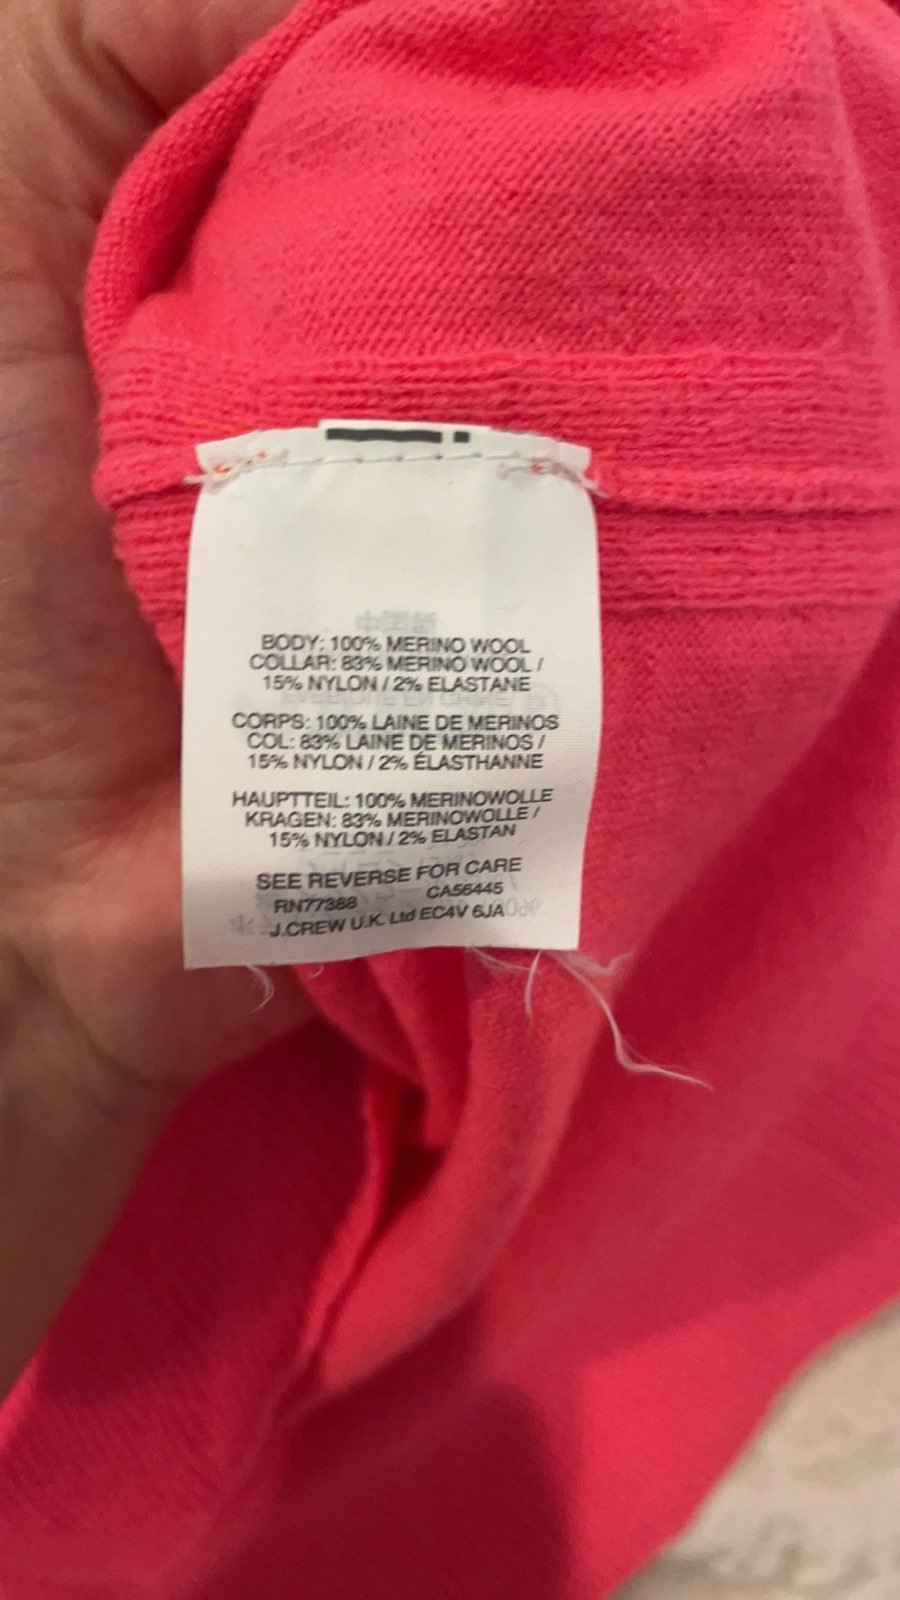 BODY: 100% MERINO WOOL
COLLAR: 83% MERINO WOOL /
15% NYLON / 2% ELASTANE
CORPS: 100% LAINE DE MERINOS
COL: 83% LAINE DE MERINOS /
15% NYLON / 2% ÉLASTHANNE
HAUPTTEIL: 100% MERINOWOLLE
KRAGEN: 83% MERINOWOLLE /
15% NYLON / 2% ELASTAN
SEE REVERSE FOR CARE
RN77388 CA56445
J.CREW U.K. Ltd EC4V 6JA